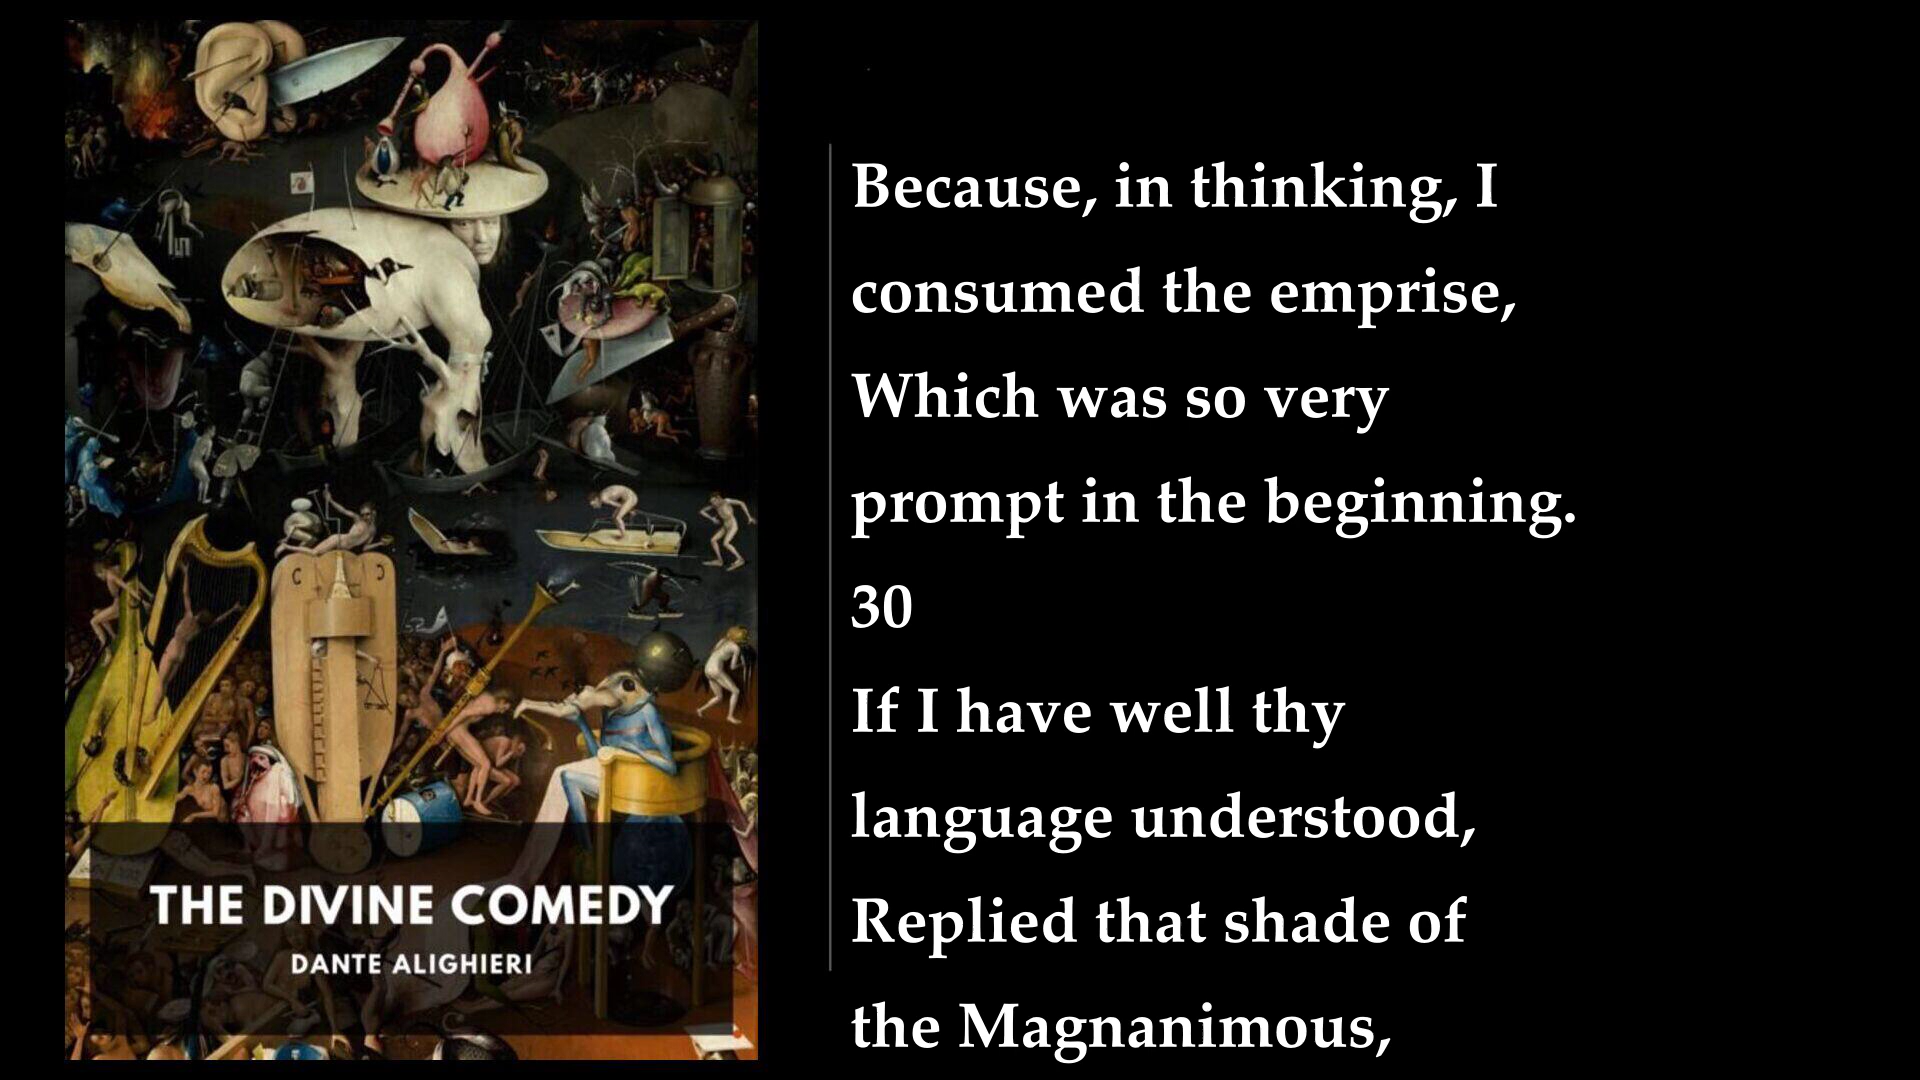 THE DIVINE COMEDY
DANTE ALIGHIERI
Because, in thinking, I
consumed the emprise,
Which was so very
prompt in the beginning.
30
If I have well thy
language understood,
Replied that shade of
the Magnanimous,